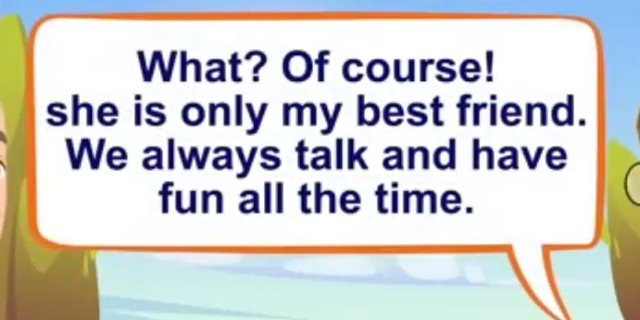 What? Of course!
she is only my best friend.
We always talk and have
fun all the time.